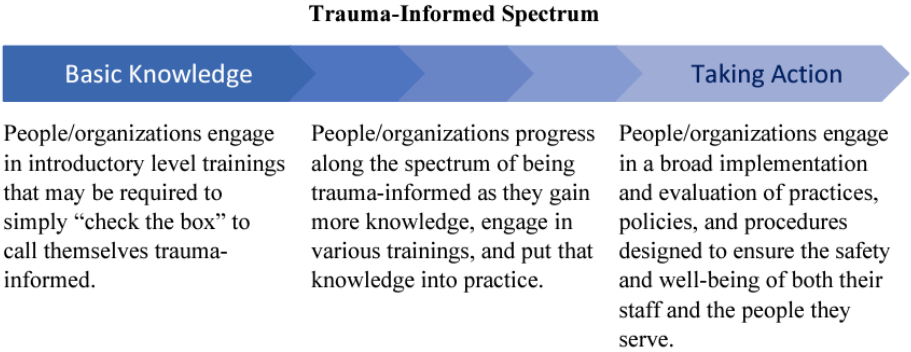 Trauma-Informed Spectrum
Basic Knowledge
Taking Action
People/organizations engage
in introductory level trainings
that may be required to
simply “check the box” to
call themselves trauma-
informed.
People/organizations progress
along the spectrum of being
trauma-informed as they gain
more knowledge, engage in
various trainings, and put that
knowledge into practice.
People/organizations engage
in a broad implementation
and evaluation of practices,
policies, and procedures
designed to ensure the safety
and well-being of both their
staff and the people they
serve.